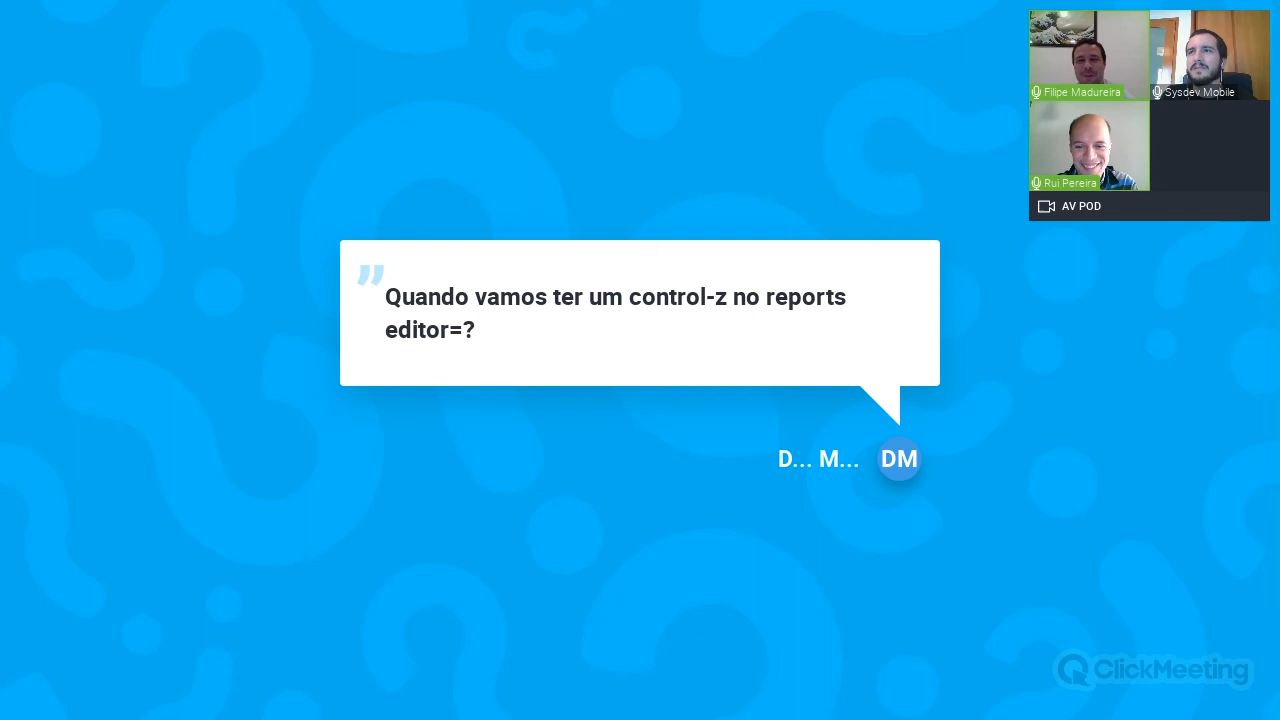 Filipe Madureira
Sysdev Mobile
Rui Pereira
AV POD
”
Quando vamos ter um control-z no reports
editor=?
D... M...
DM
ClickMeeting